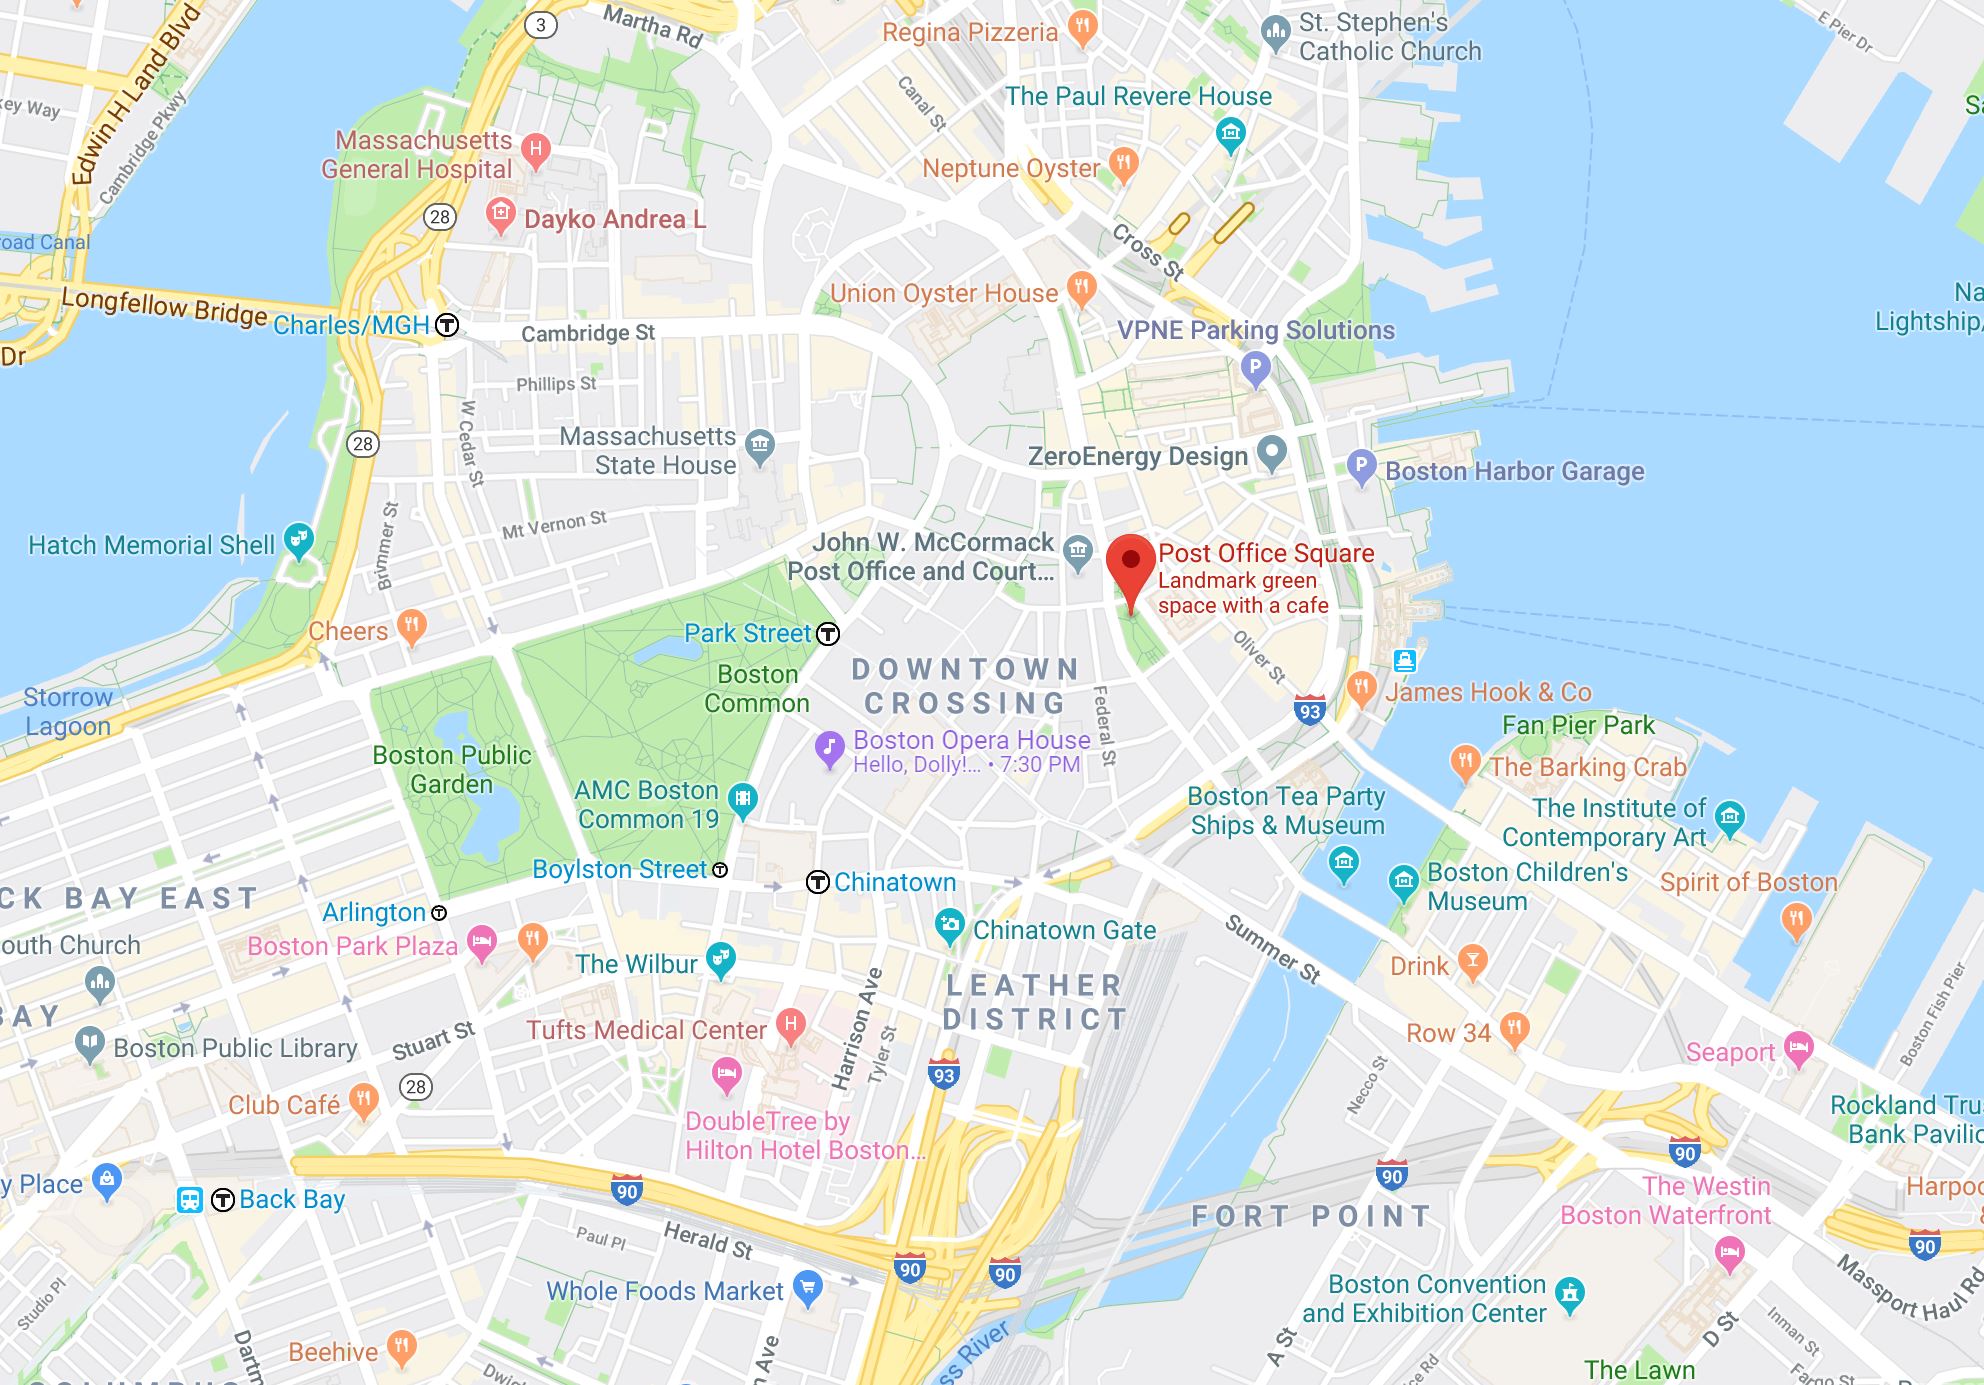 3
Martha Rd
Regina Pizzeria
St. Stephen's
Catholic Church
E Pier Dr
Edwin H Land Blvd
Cambridge Pkwy
key Way
Canal St
The Paul Revere House
Massachusetts
General Hospital
H
Neptune Oyster
28
Dayko Andrea L
Cross St
road Canal
Longfellow Bridge
Charles/MGH
T
Cambridge St
Union Oyster House
VPNE Parking Solutions
P
Na
Lightship/
Dr
Phillips St
W Cedar St
28
Massachusetts
State House
ZeroEnergy Design
P
Boston Harbor Garage
Brimmer St
Mt Vernon St
Hatch Memorial Shell
John W. McCormack
Post Office and Court...
Post Office Square
Landmark green
space with a cafe
Cheers
Park Street
T
Boston
Common
DOWNTOWN
CROSSING
Oliver St
Federal St
93
James Hook & Co
Fan Pier Park
Storrow
Lagoon
Boston Public
Garden
Boston Opera House
Hello, Dolly!... • 7:30 PM
The Barking Crab
AMC Boston
Common 19
Boston Tea Party
Ships & Museum
The Institute of
Contemporary Art
Boylston Street
T
T
Chinatown
Boston Children's
Museum
Spirit of Boston
CK BAY EAST
Arlington
T
outh Church
Boston Park Plaza
The Wilbur
Chinatown Gate
Summer St
Drink
LEATHER
DISTRICT
BAY
Stuart St
Tufts Medical Center
H
Harrison Ave
Tyler St
Row 34
Boston Fish Pier
Boston Public Library
28
93
Necco St
Seaport
Club Café
DoubleTree by
Hilton Hotel Boston...
Rockland Tru
Bank Pavilio
90
90
90
y Place
T
Back Bay
The Westin
Boston Waterfront
Harpoo
&
FORT POINT
Paul Pl
Herald St
90
90
90
Whole Foods Market
Boston Convention
and Exhibition Center
Massport Haul Rd
Studio Pl
D St
Inman St
Beehive
Dartm
Dwig
n Ave
ss River
A St
ce Rd
The Lawn
Fargo St